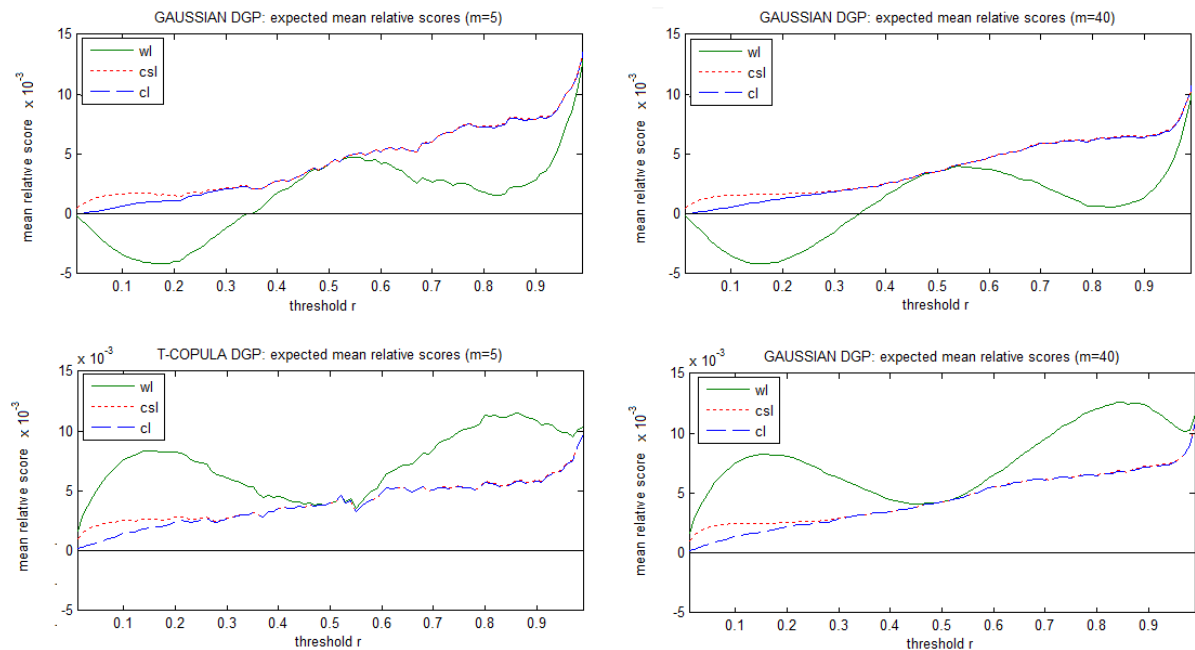 GAUSSIAN DGP: expected mean relative scores (m=5)
15
10
5
0
-5
mean relative score x 10⁻³
wl
csl
cl
0.1 0.2 0.3 0.4 0.5 0.6 0.7 0.8 0.9
threshold r
GAUSSIAN DGP: expected mean relative scores (m=40)
15
10
5
0
-5
mean relative score x 10⁻³
wl
csl
cl
0.1 0.2 0.3 0.4 0.5 0.6 0.7 0.8 0.9
threshold r
T-COPULA DGP: expected mean relative scores (m=5)
x 10⁻³
15
10
5
0
-5
mean relative score x 10⁻³
wl
csl
cl
0.1 0.2 0.3 0.4 0.5 0.6 0.7 0.8 0.9
threshold r
GAUSSIAN DGP: expected mean relative scores (m=40)
x 10⁻³
15
10
5
0
-5
mean relative score x 10⁻³
wl
csl
cl
0.1 0.2 0.3 0.4 0.5 0.6 0.7 0.8 0.9
threshold r